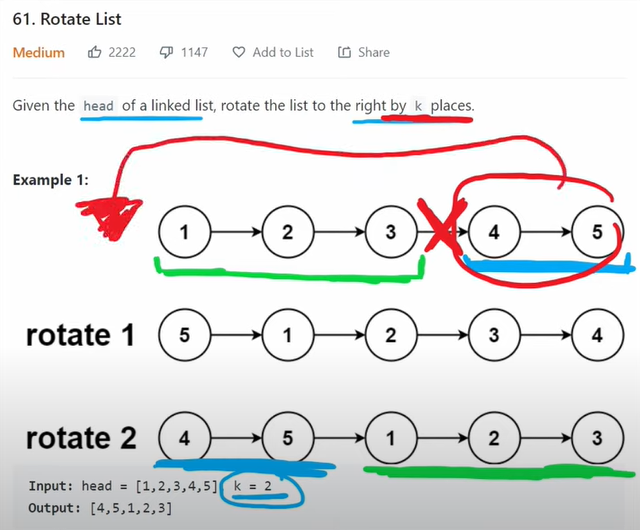 61. Rotate List
Medium 2222 1147 Add to List Share
Given the head of a linked list, rotate the list to the right by k places.
Example 1:
1 2 3 4 5
rotate 1 5 1 2 3 4
rotate 2 4 5 1 2 3
Input: head = [1,2,3,4,5] k = 2
Output: [4,5,1,2,3]